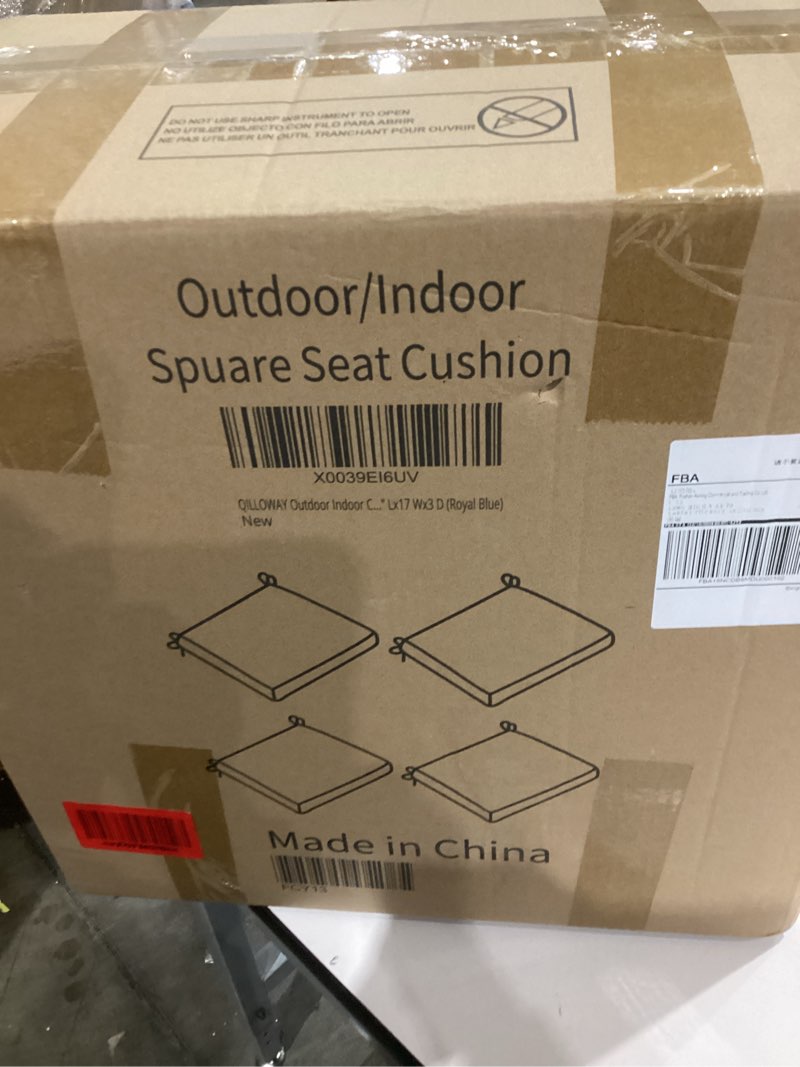 DO NOT USE SHARP INSTRUMENT TO OPEN
NO UTILIZE OBJECTO CON FILO PARA ABRIR
NE PAS UTILISER UN OUTIL TRANCHANT POUR OUVRIR
Outdoor/Indoor
Spuare Seat Cushion
X0039EI6UV
QILLOWAY Outdoor Indoor C..." Lx17 Wx3 D (Royal Blue)
New
FBA
Made in China
FCY13